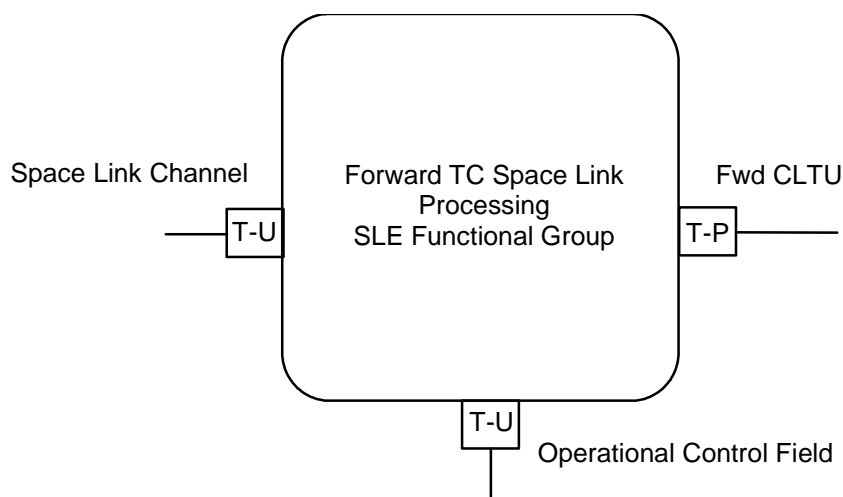 Space Link Channel
Forward TC Space Link
Processing
SLE Functional Group
Fwd CLTU
T-U
T-P
T-U
Operational Control Field